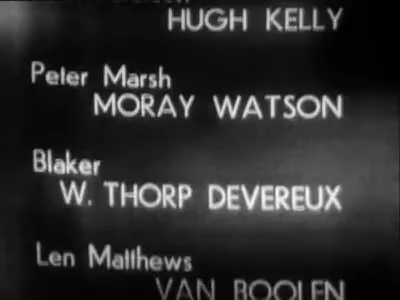 HUGH KELLY
Peter Marsh
MORAY WATSON
Blaker
W. THORP DEVEREUX
Len Matthews
VAN BOOLEN